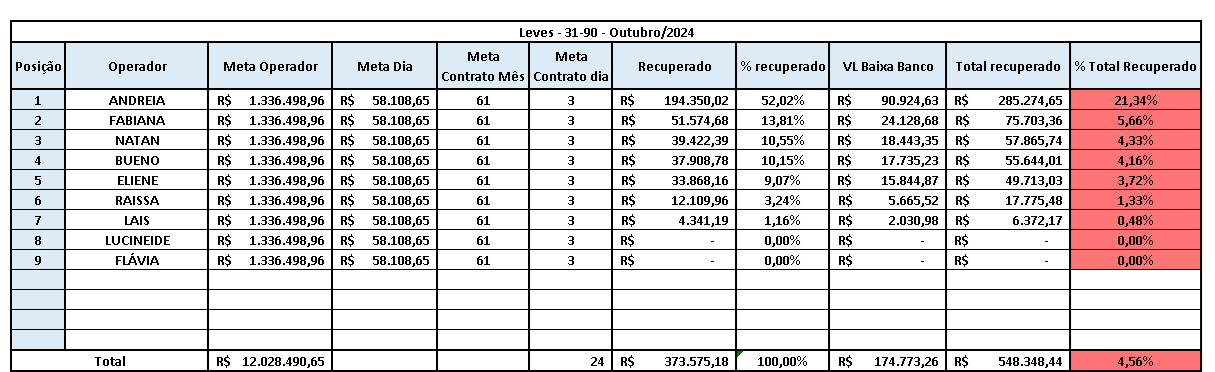 Leves - 31-90 - Outubro/2024
Posição Operador Meta Operador Meta Dia Meta Contrato Mês Meta Contrato dia Recuperado % recuperado VL Baixa Banco Total recuperado % Total Recuperado
1 ANDREIA R$ 1.336.498,96 R$ 58.108,65 61 3 R$ 194.350,02 52,02% R$ 90.924,63 R$ 285.274,65 21,34%
2 FABIANA R$ 1.336.498,96 R$ 58.108,65 61 3 R$ 51.574,68 13,81% R$ 24.128,68 R$ 75.703,36 5,66%
3 NATAN R$ 1.336.498,96 R$ 58.108,65 61 3 R$ 39.422,39 10,55% R$ 18.443,35 R$ 57.865,74 4,33%
4 BUENO R$ 1.336.498,96 R$ 58.108,65 61 3 R$ 37.908,78 10,15% R$ 17.735,23 R$ 55.644,01 4,16%
5 ELIENE R$ 1.336.498,96 R$ 58.108,65 61 3 R$ 33.868,16 9,07% R$ 15.844,87 R$ 49.713,03 3,72%
6 RAISSA R$ 1.336.498,96 R$ 58.108,65 61 3 R$ 12.109,96 3,24% R$ 5.665,52 R$ 17.775,48 1,33%
7 LAIS R$ 1.336.498,96 R$ 58.108,65 61 3 R$ 4.341,19 1,16% R$ 2.030,98 R$ 6.372,17 0,48%
8 LUCINEIDE R$ 1.336.498,96 R$ 58.108,65 61 3 R$ - 0,00% R$ - R$ - 0,00%
9 FLÁVIA R$ 1.336.498,96 R$ 58.108,65 61 3 R$ - 0,00% R$ - R$ - 0,00%
Total R$ 12.028.490,65 24 R$ 373.575,18 100,00% R$ 174.773,26 R$ 548.348,44 4,56%